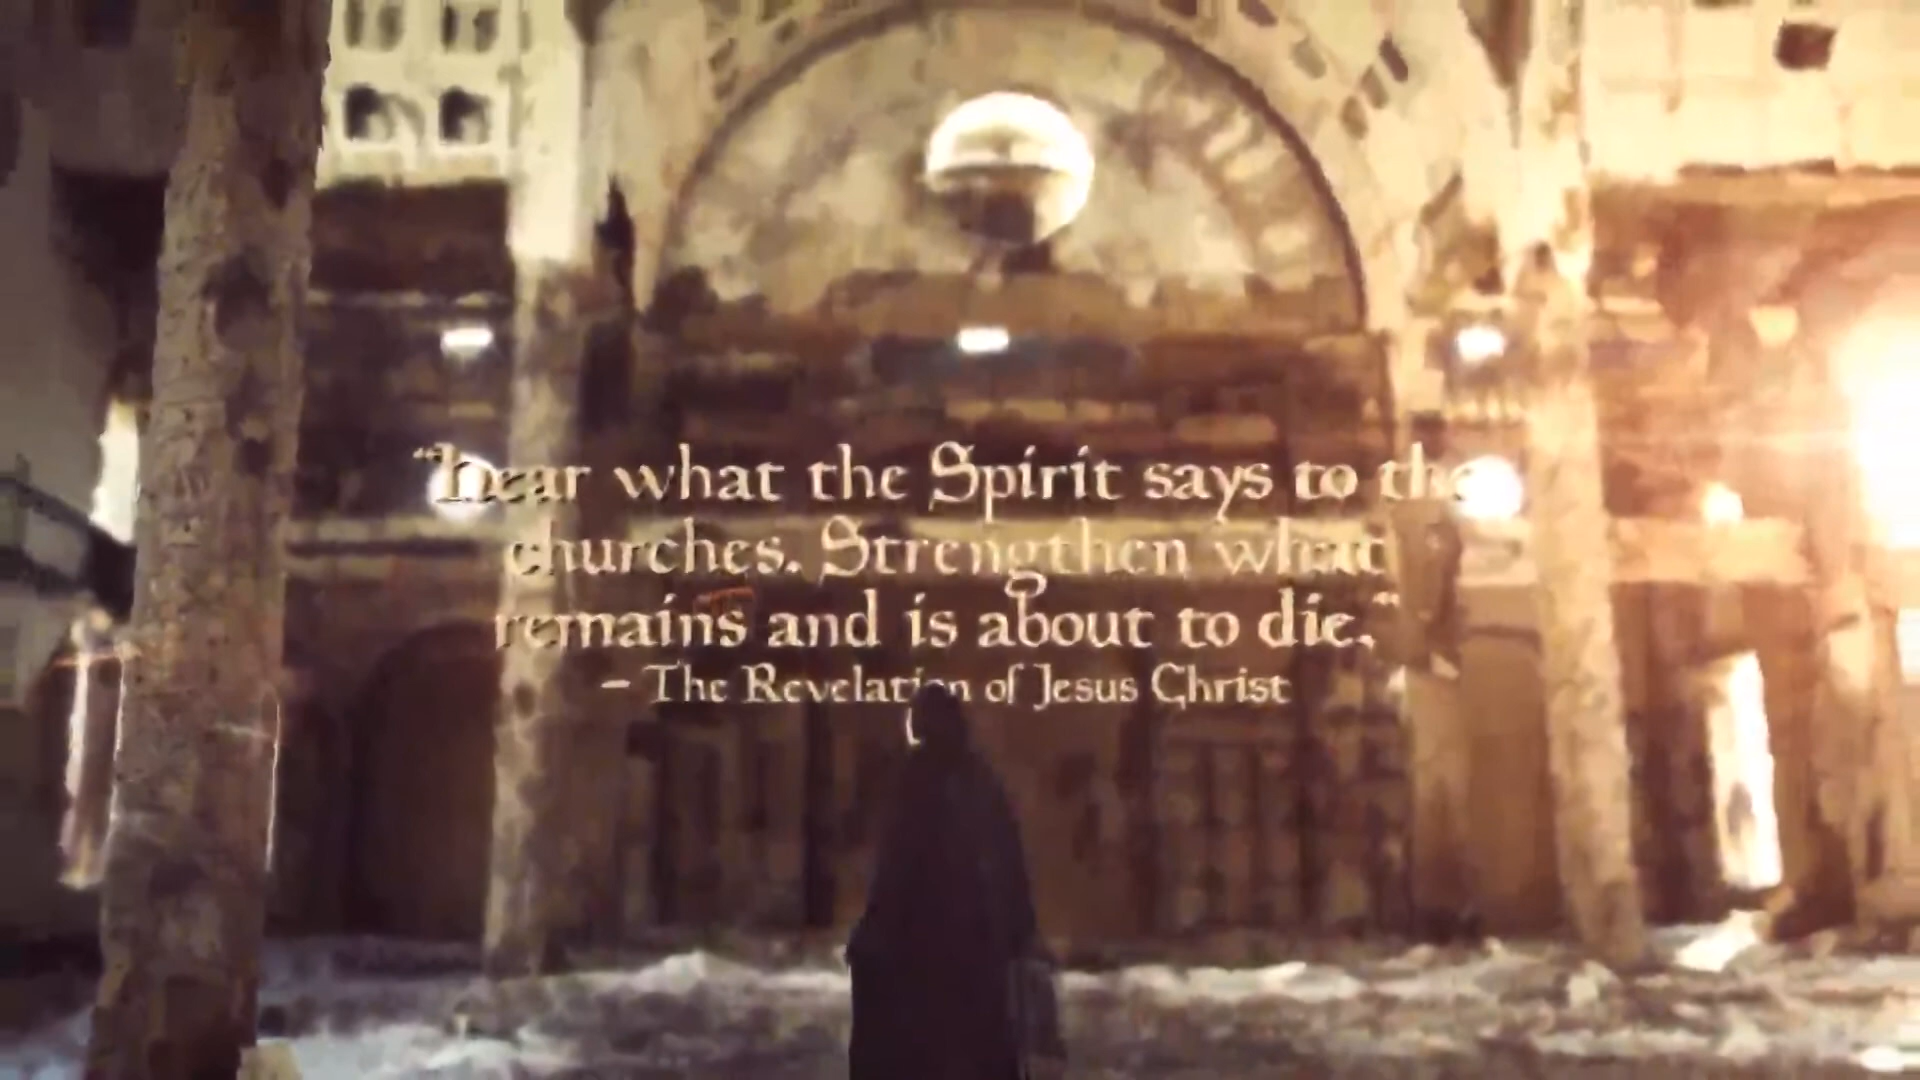 "Hear what the Spirit says to the
churches. Strengthen what
remains and is about to die."
– The Revelation of Jesus Christ